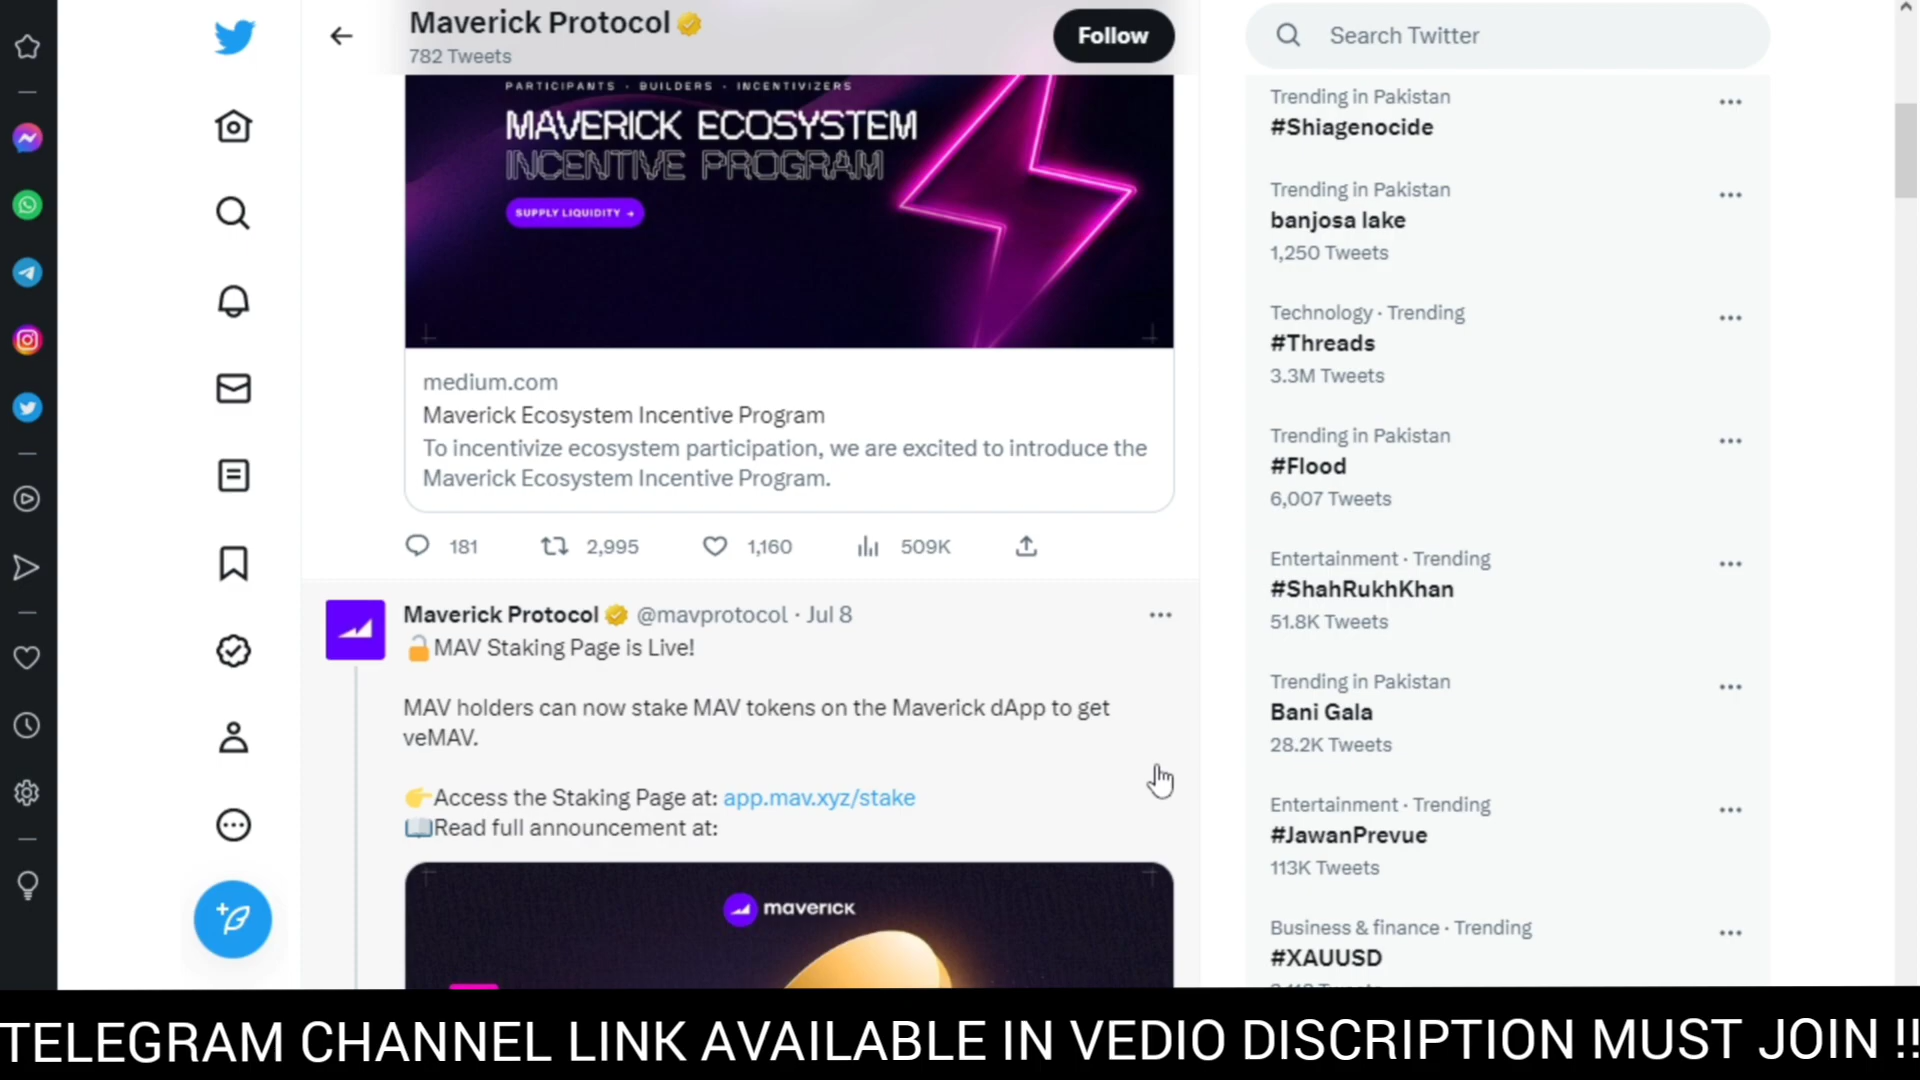 Maverick Protocol
782 Tweets
Follow
PARTICIPANTS · BUILDERS · INCENTIVIZERS
MAVERICK ECOSYSTEM
INCENTIVE PROGRAM
SUPPLY LIQUIDITY →
medium.com
Maverick Ecosystem Incentive Program
To incentivize ecosystem participation, we are excited to introduce the
Maverick Ecosystem Incentive Program.
181 2,995 1,160 509K
Maverick Protocol @mavprotocol · Jul 8
🔓MAV Staking Page is Live!
MAV holders can now stake MAV tokens on the Maverick dApp to get
veMAV.
👉Access the Staking Page at: app.mav.xyz/stake
📖Read full announcement at:
maverick
Search Twitter
Trending in Pakistan
#Shiagenocide
Trending in Pakistan
banjosa lake
1,250 Tweets
Technology · Trending
#Threads
3.3M Tweets
Trending in Pakistan
#Flood
6,007 Tweets
Entertainment · Trending
#ShahRukhKhan
51.8K Tweets
Trending in Pakistan
Bani Gala
28.2K Tweets
Entertainment · Trending
#JawanPrevue
113K Tweets
Business & finance · Trending
#XAUUSD
TELEGRAM CHANNEL LINK AVAILABLE IN VEDIO DISCRIPTION MUST JOIN !!